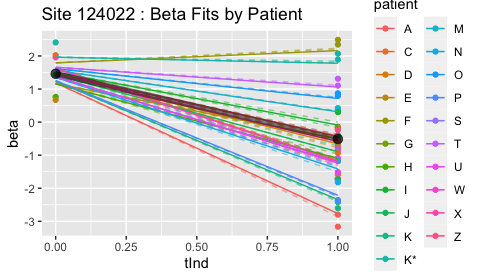 Site 124022 : Beta Fits by Patient
beta
2
1
0
-1
-2
-3
0.00
0.25
0.50
0.75
1.00
tInd
patient
A
C
D
E
F
G
H
I
J
K
K*
M
N
O
P
S
T
U
W
X
Z